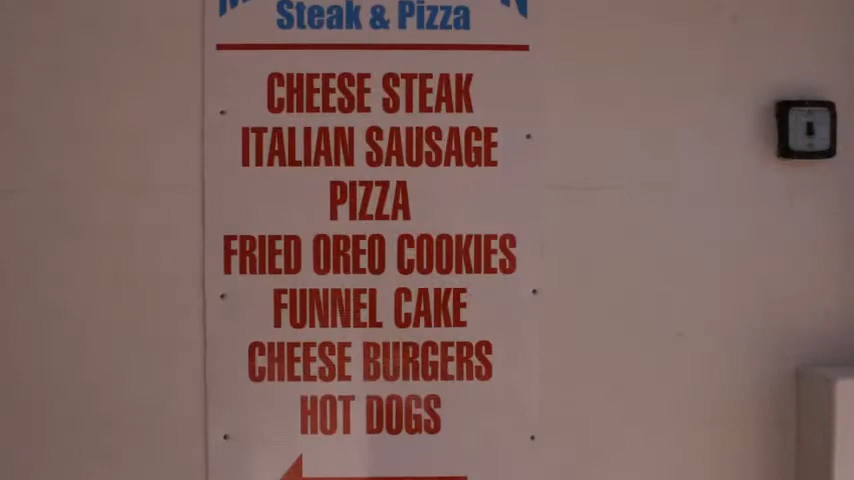 Steak & Pizza
CHEESE STEAK
ITALIAN SAUSAGE
PIZZA
FRIED OREO COOKIES
FUNNEL CAKE
CHEESE BURGERS
HOT DOGS